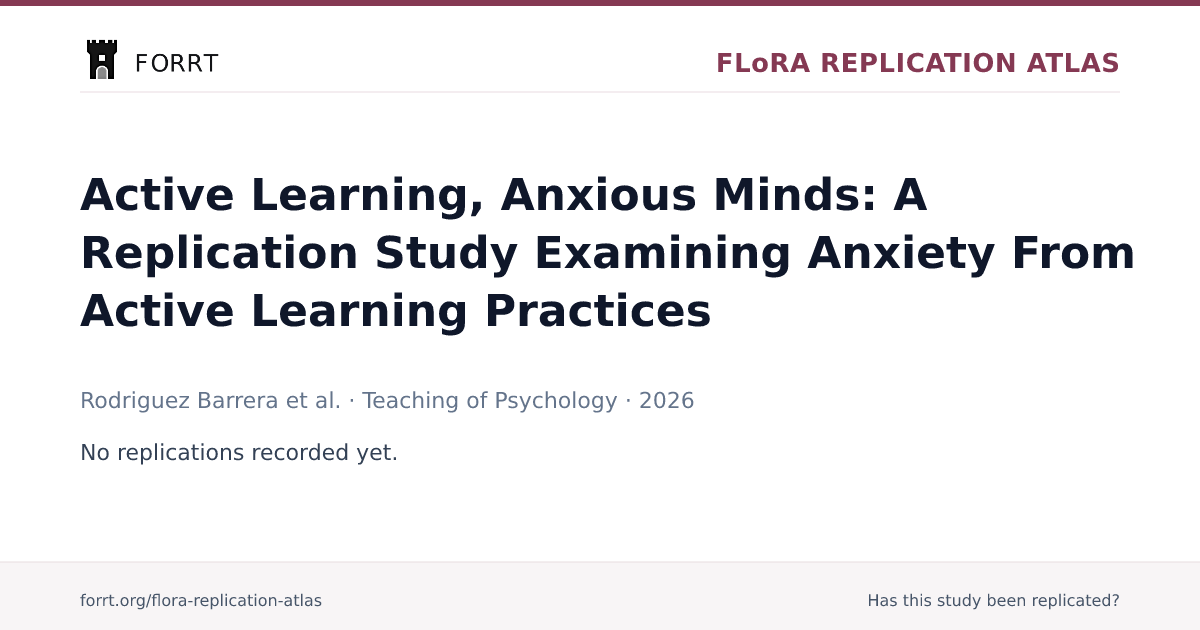 FORRT
FLoRA REPLICATION ATLAS
Active Learning, Anxious Minds: A
Replication Study Examining Anxiety From
Active Learning Practices
Rodriguez Barrera et al. · Teaching of Psychology · 2026
No replications recorded yet.
forrt.org/flora-replication-atlas
Has this study been replicated?